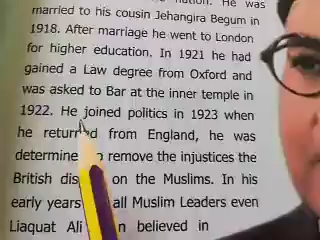 nation. He was
married to his cousin Jehangira Begum in
1918. After marriage he went to London
for higher education. In 1921 he had
gained a Law degree from Oxford and
was asked to Bar at the inner temple in
1922. He joined politics in 1923 when
he returned from England, he was
determine to remove the injustices the
British dis on the Muslims. In his
early years all Muslim Leaders even
Liaquat Ali n believed in